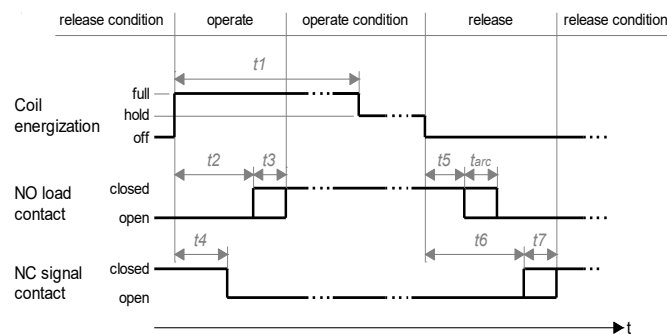 release condition
operate
operate condition
release
release condition
t1
full
hold
off
Coil
energization
t2
t3
t5
tarc
NO load
contact
closed
open
t4
t6
t7
NC signal
contact
closed
open
t